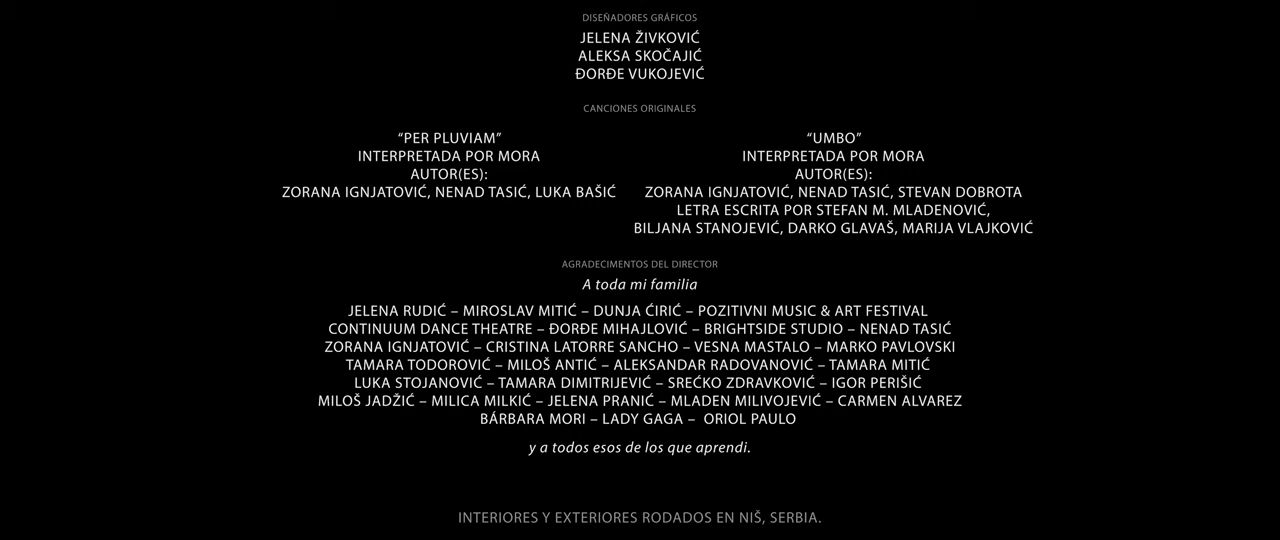 DISEÑADORES GRÁFICOS
JELENA ŽIVKOVIĆ
ALEKSA SKOČAJIĆ
ĐORĐE VUKOJEVIĆ
CANCIONES ORIGINALES
“PER PLUVIAM”
INTERPRETADA POR MORA
AUTOR(ES):
ZORANA IGNJATOVIĆ, NENAD TASIĆ, LUKA BAŠIĆ
“UMBO”
INTERPRETADA POR MORA
AUTOR(ES):
ZORANA IGNJATOVIĆ, NENAD TASIĆ, STEVAN DOBROTA
LETRA ESCRITA POR STEFAN M. MLADENOVIĆ,
BILJANA STANOJEVIĆ, DARKO GLAVAŠ, MARIJA VLAJKOVIĆ
AGRADECIMENTOS DEL DIRECTOR
A toda mi familia
JELENA RUDIĆ – MIROSLAV MITIĆ – DUNJA ĆIRIĆ – POZITIVNI MUSIC & ART FESTIVAL
CONTINUUM DANCE THEATRE – ĐORĐE MIHAJLOVIĆ – BRIGHTSIDE STUDIO – NENAD TASIĆ
ZORANA IGNJATOVIĆ – CRISTINA LATORRE SANCHO – VESNA MASTALO – MARKO PAVLOVSKI
TAMARA TODOROVIĆ – MILOŠ ANTIĆ – ALEKSANDAR RADOVANOVIĆ – TAMARA MITIĆ
LUKA STOJANOVIĆ – TAMARA DIMITRIJEVIĆ – SREĆKO ZDRAVKOVIĆ – IGOR PERIŠIĆ
MILOŠ JADŽIĆ – MILICA MILKIĆ – JELENA PRANIĆ – MLADEN MILIVOJEVIĆ – CARMEN ALVAREZ
BÁRBARA MORI – LADY GAGA – ORIOL PAULO
y a todos esos de los que aprendi.
INTERIORES Y EXTERIORES RODADOS EN NIŠ, SERBIA.